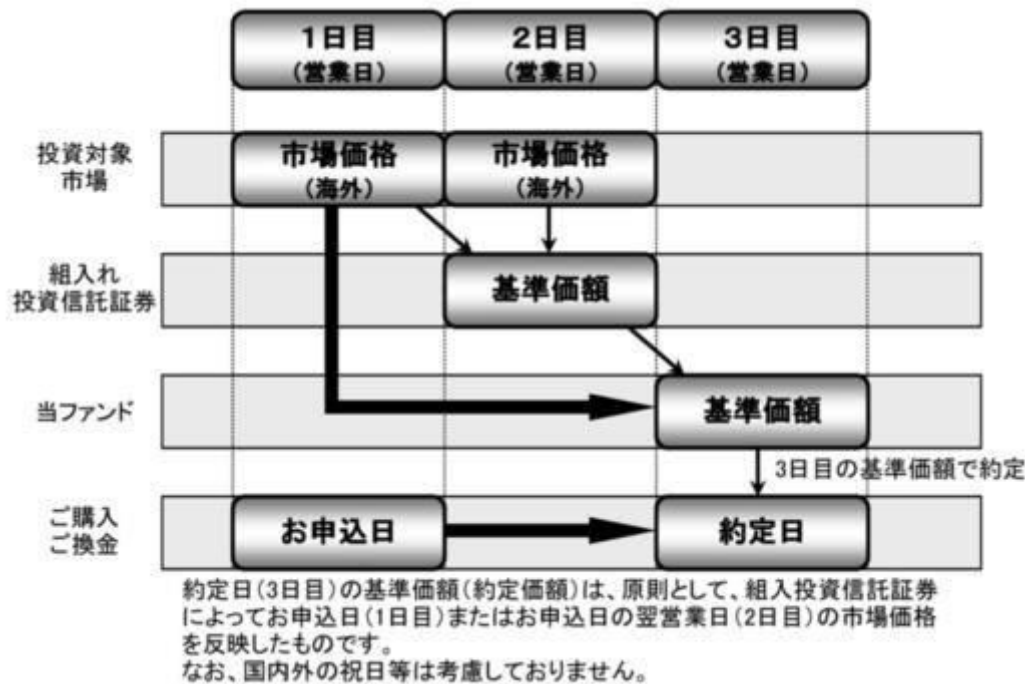 1日目
(営業日)
2日目
(営業日)
3日目
(営業日)
投資対象
市場
市場価格
(海外)
市場価格
(海外)
組入れ
投資信託証券
基準価額
当ファンド
基準価額
3日目の基準価額で約定
ご購入
ご換金
お申込日
約定日
約定日(3日目)の基準価額(約定価額)は、原則として、組入投資信託証券
によってお申込日(1日目)またはお申込日の翌営業日(2日目)の市場価格
を反映したものです。
なお、国内外の祝日等は考慮しておりません。